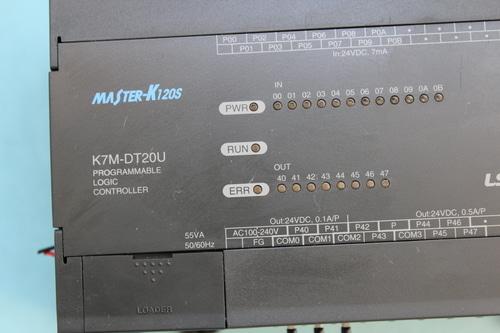 P00 P02 P04 P06 P08 P0A * * * *
P01 P03 P05 P07 P09 * *
In:24VDC, 7mA
MASTER-K120S
IN
00 01 02 03 04 05 06 07 08 09 0A 0B
PWR
K7M-DT20U
PROGRAMMABLE
LOGIC
CONTROLLER
RUN
OUT
40 41 42 43 44 45 46 47
ERR
LS
Out:24VDC, 0.1A/P
Out:24VDC, 0.5A/P
55VA
50/60Hz
AC100-240V P40 P41 P42 P P44 P46 *
FG COM0 COM1 COM2 P43 P45 P47
LOADER